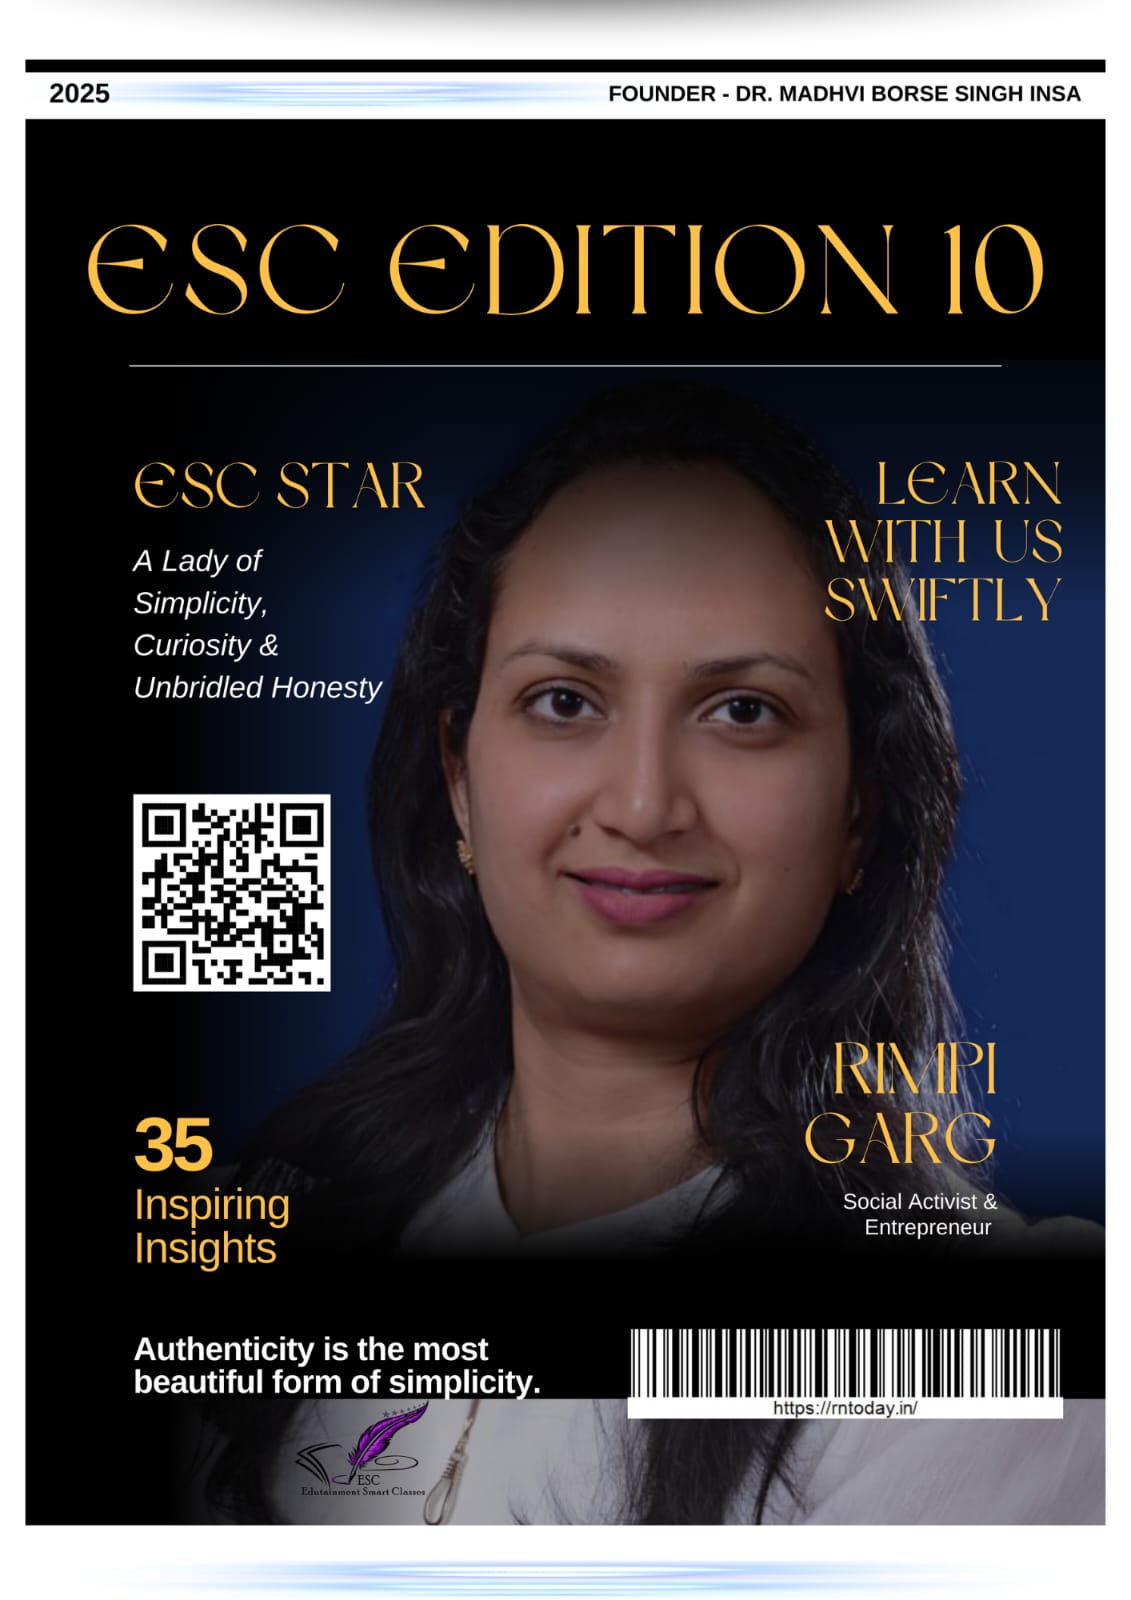 2025
FOUNDER - DR. MADHVI BORSE SINGH INSA
ESC EDITION 10
ESC STAR
A Lady of
Simplicity,
Curiosity &
Unbridled Honesty
LEARN
WITH US
SWIFTLY
RIMPI
GARG
Social Activist &
Entrepreneur
35
Inspiring
Insights
Authenticity is the most
beautiful form of simplicity.
https://rntoday.in/
ESC
Edutainment Smart Classes